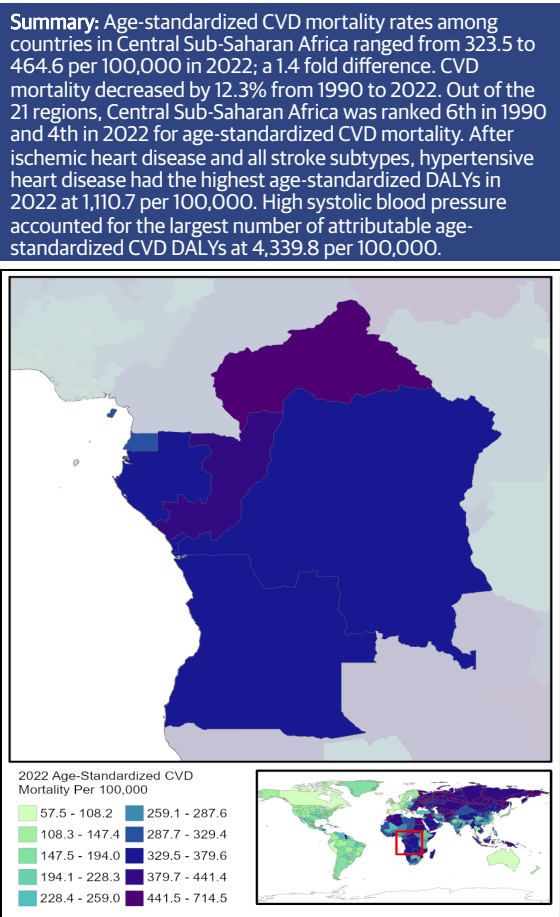 Summary: Age-standardized CVD mortality rates among
countries in Central Sub-Saharan Africa ranged from 323.5 to
464.6 per 100,000 in 2022; a 1.4 fold difference. CVD
mortality decreased by 12.3% from 1990 to 2022. Out of the
21 regions, Central Sub-Saharan Africa was ranked 6th in 1990
and 4th in 2022 for age-standardized CVD mortality. After
ischemic heart disease and all stroke subtypes, hypertensive
heart disease had the highest age-standardized DALYs in
2022 at 1,110.7 per 100,000. High systolic blood pressure
accounted for the largest number of attributable age-
standardized CVD DALYs at 4,339.8 per 100,000.
2022 Age-Standardized CVD
Mortality Per 100,000
57.5 - 108.2
108.3 - 147.4
147.5 - 194.0
194.1 - 228.3
228.4 - 259.0
259.1 - 287.6
287.7 - 329.4
329.5 - 379.6
379.7 - 441.4
441.5 - 714.5